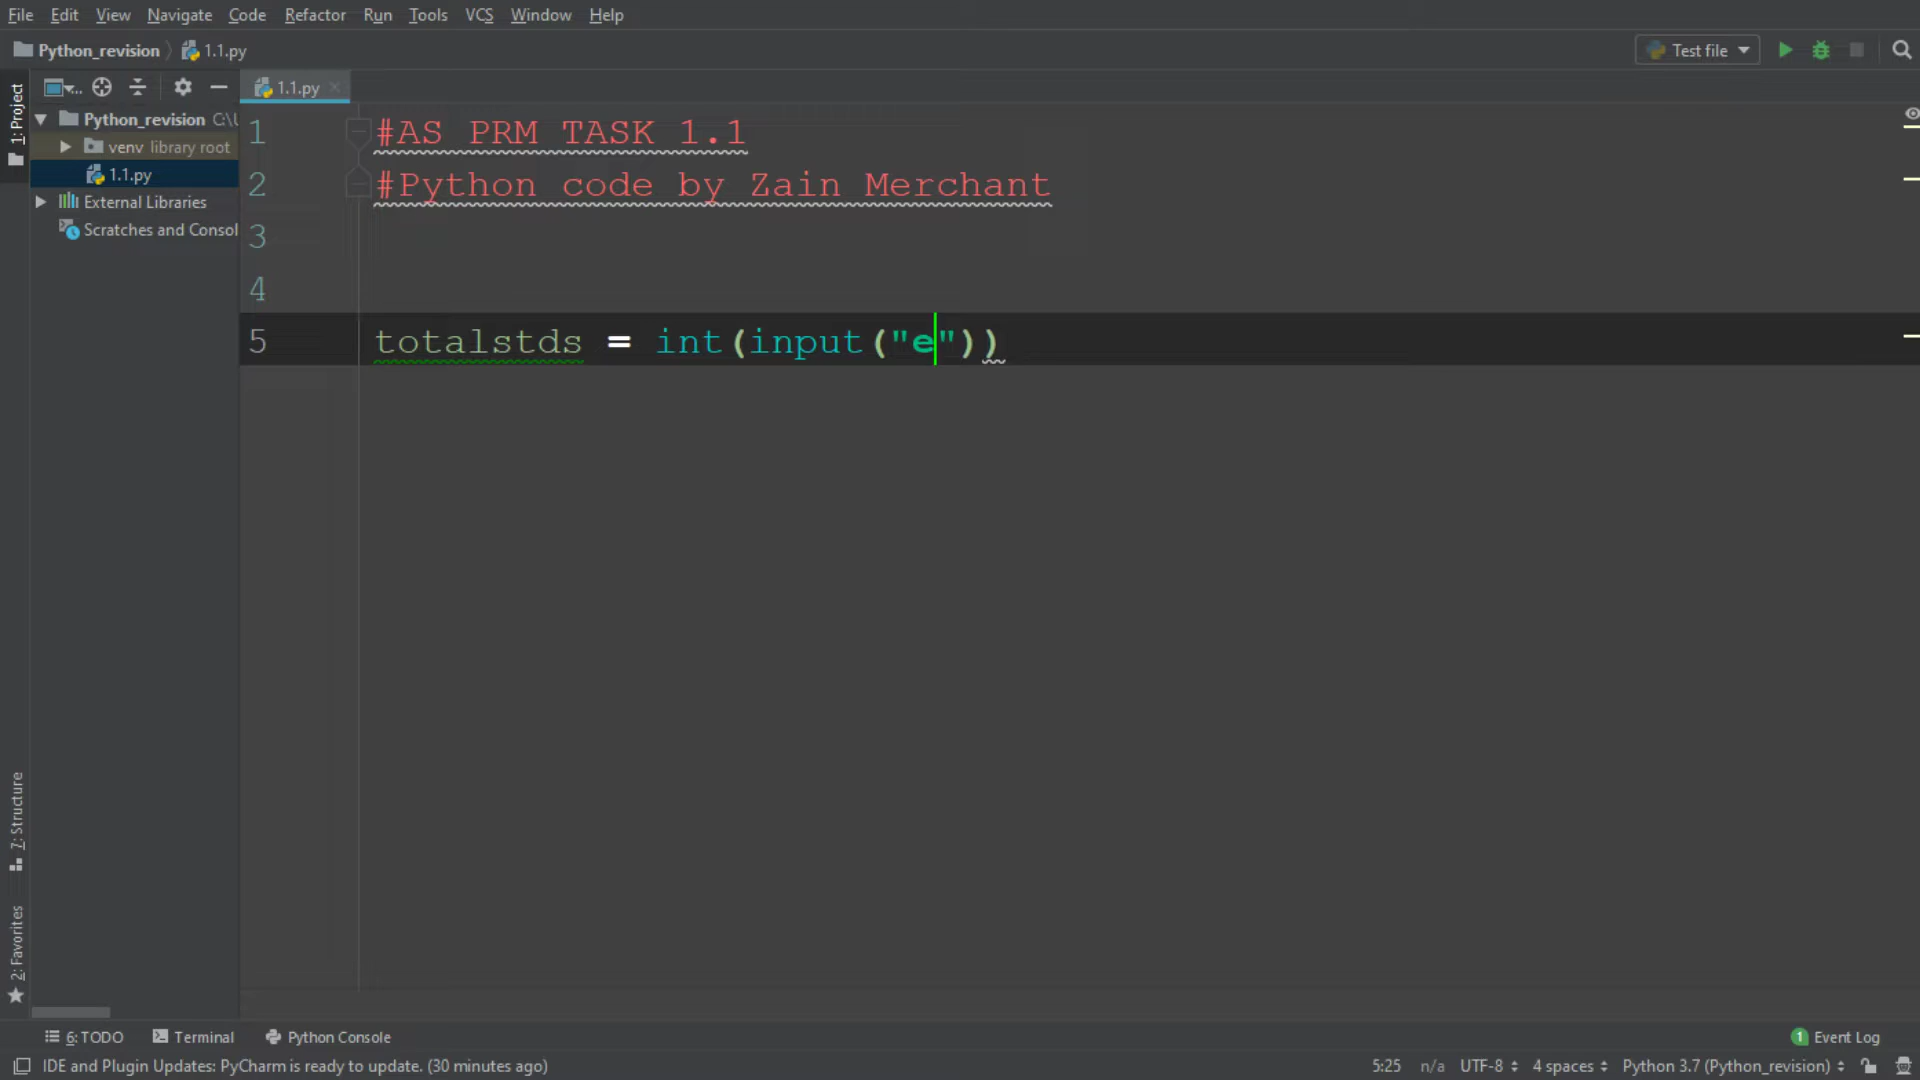 File Edit View Navigate Code Refactor Run Tools VCS Window Help
Python_revision 1.1.py Test file
1.1.py
1: Project
Python_revision C:\U
venv library root
1.1.py
External Libraries
Scratches and Consol
1 #AS PRM TASK 1.1
2 #Python code by Zain Merchant
3
4
5 totalstds = int(input("e"))
7: Structure
2: Favorites
6: TODO Terminal Python Console 1 Event Log
IDE and Plugin Updates: PyCharm is ready to update. (30 minutes ago) 5:25 n/a UTF-8 4 spaces Python 3.7 (Python_revision)